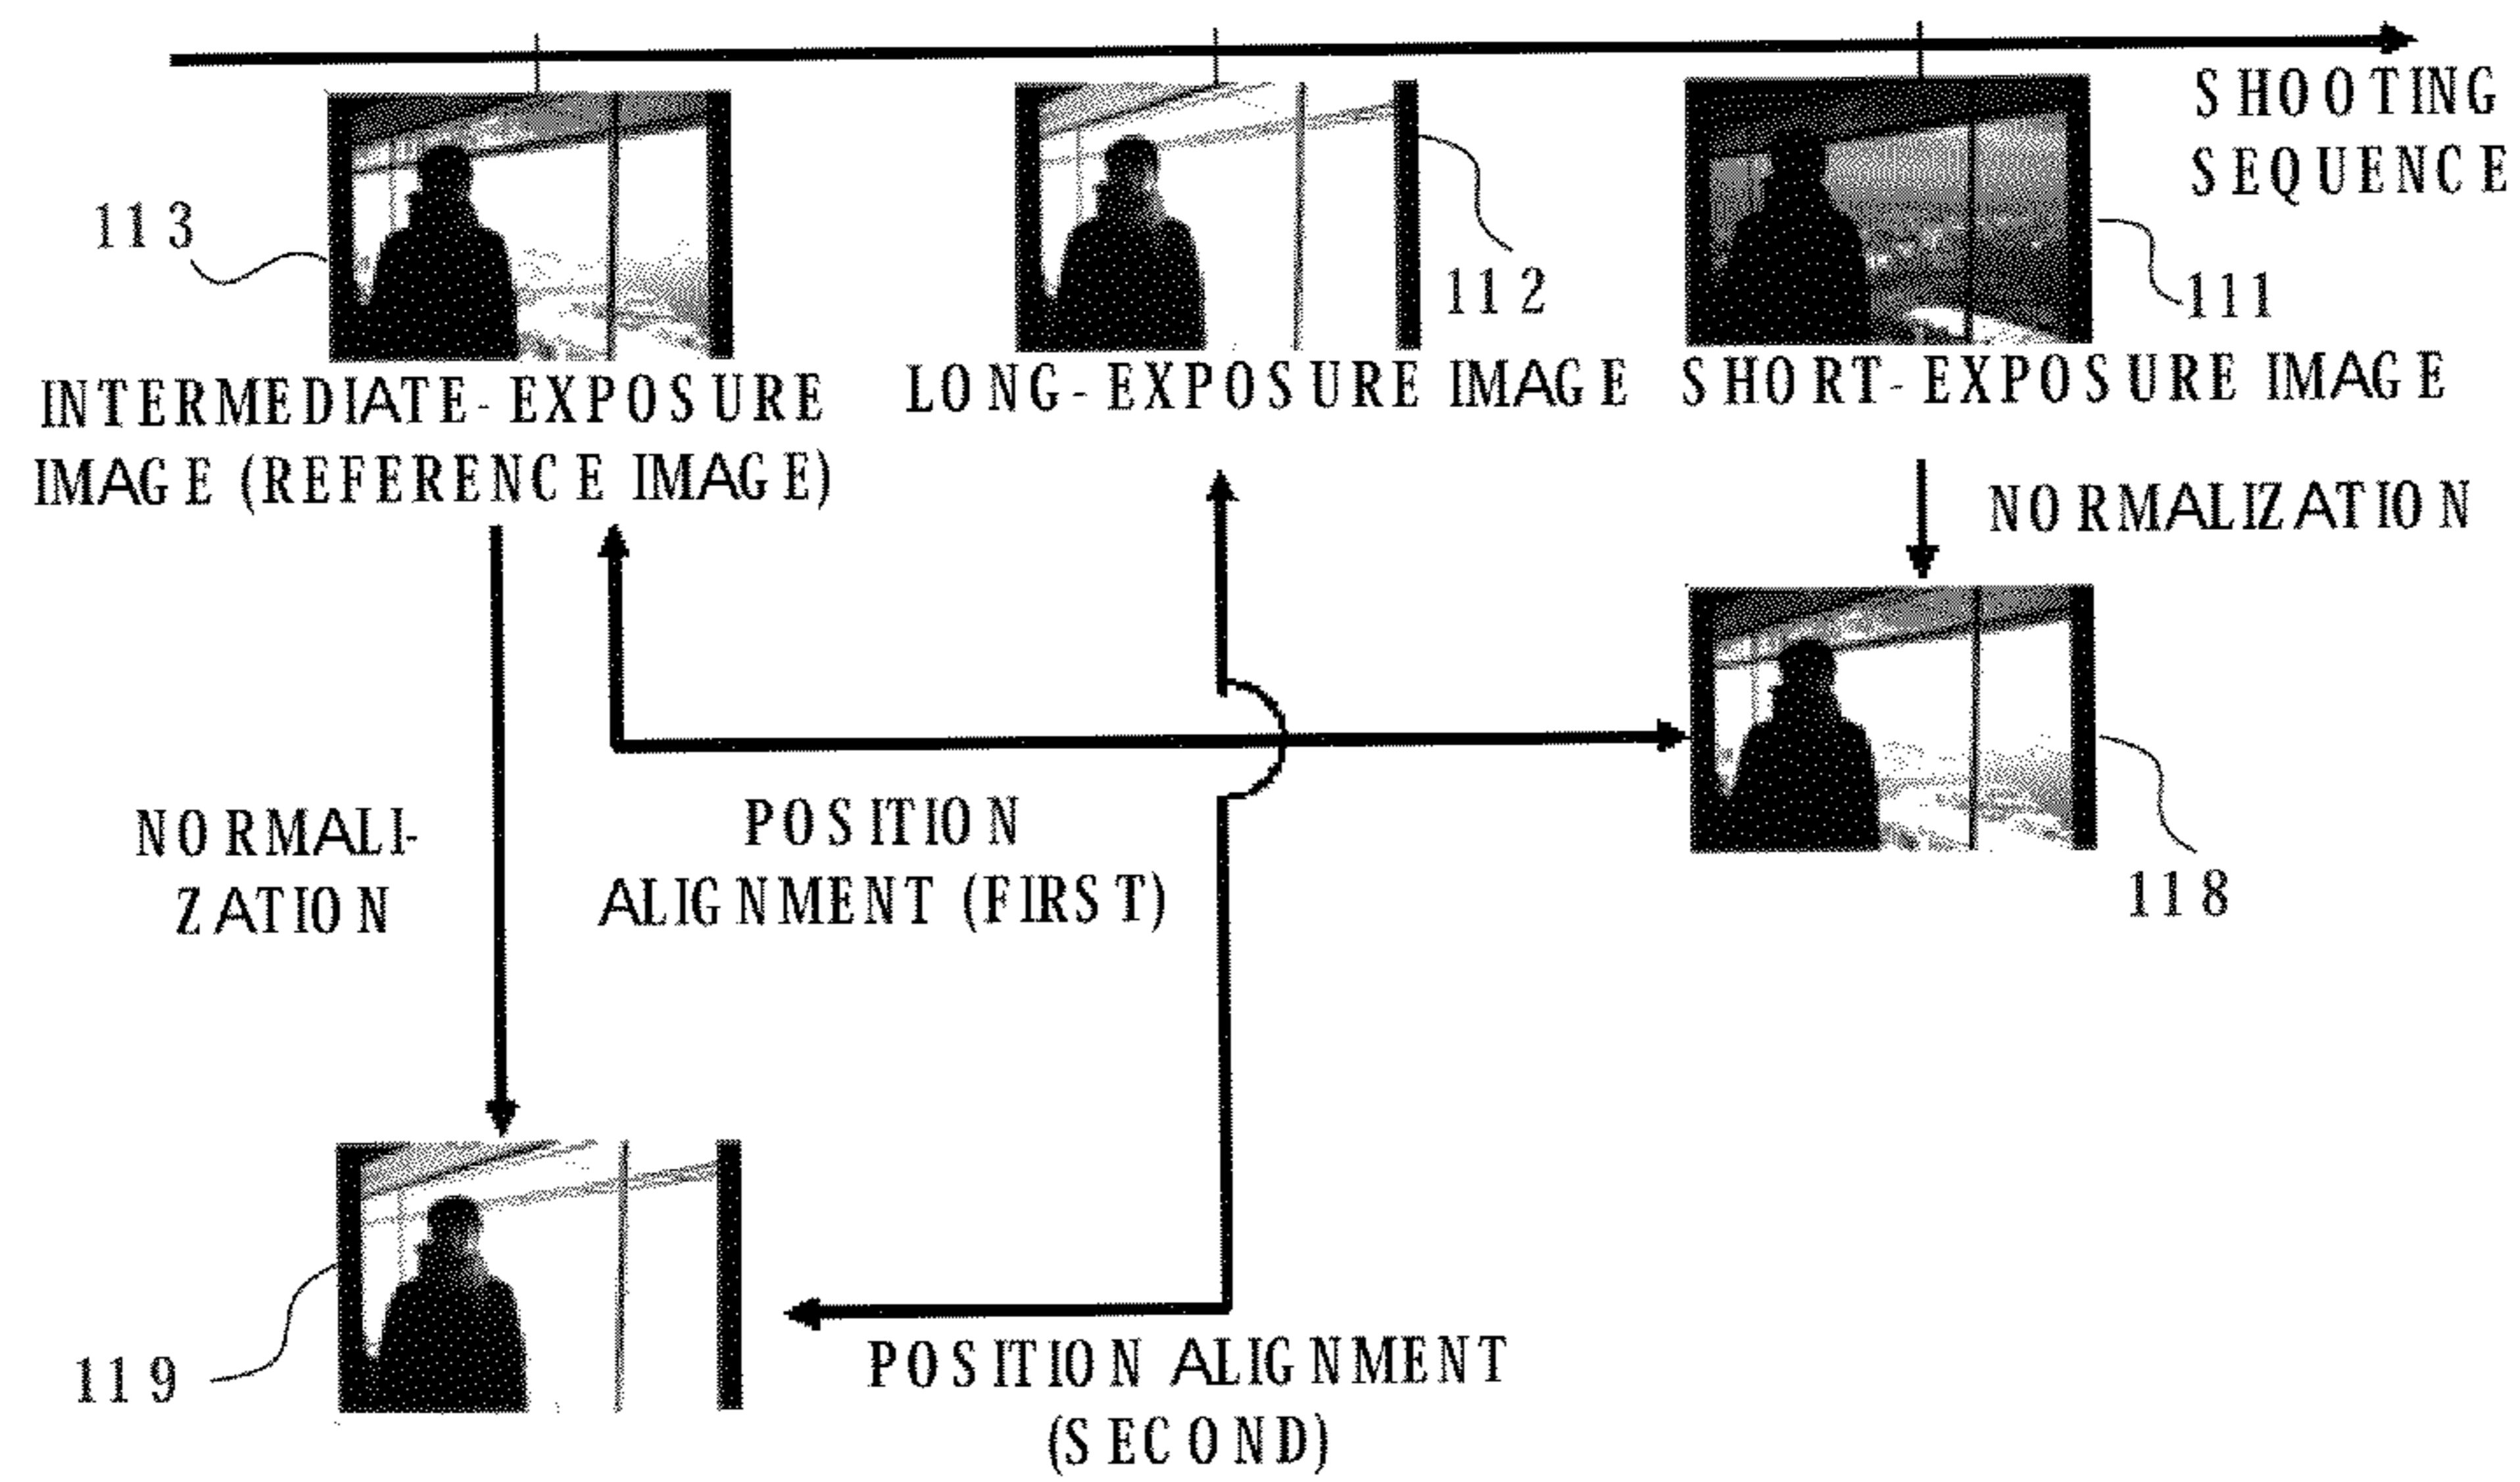 SHOOTING
SEQUENCE
113
112
111
INTERMEDIATE-EXPOSURE
IMAGE (REFERENCE IMAGE)
LONG-EXPOSURE IMAGE
SHORT-EXPOSURE IMAGE
NORMALIZATION
NORMALI-
ZATION
POSITION
ALIGNMENT (FIRST)
118
119
POSITION ALIGNMENT
(SECOND)